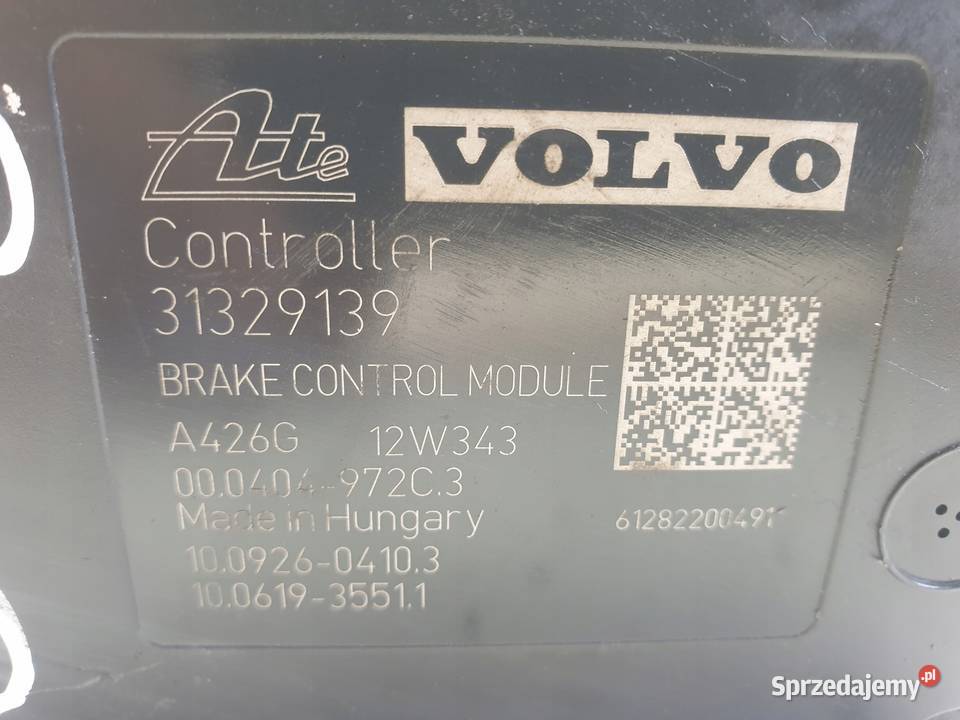 Ate VOLVO
Controller
31329139
BRAKE CONTROL MODULE
A426G 12W343
00.0404-972C.3
Made in Hungary
61282200491
10.0926-0410.3
10.0619-3551.1
Sprzedajemy.pl